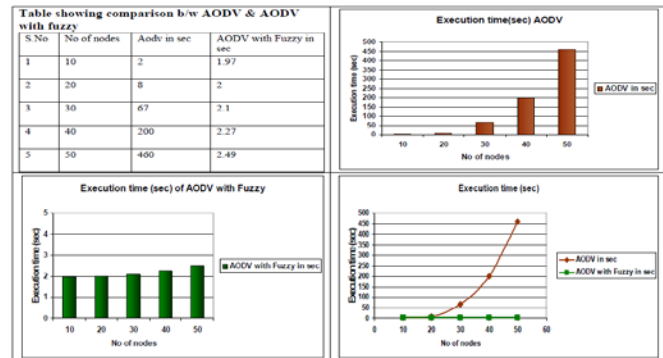 Table showing comparison b/w AODV & AODV
with fuzzy
S.No No of nodes Aodv in sec AODV with Fuzzy in
sec
1 10 2 1.97
2 20 8 2
3 30 67 2.1
4 40 200 2.27
5 50 460 2.49
Execution time(sec) AODV
Execution time (sec)
500
450
400
350
300
250
200
150
100
50
0
10 20 30 40 50
No of nodes
AODV in sec
Execution time (sec) of AODV with Fuzzy
Execution time (sec)
5
4
3
2
1
0
10 20 30 40 50
No of nodes
AODV with Fuzzy in sec
Execution time (sec)
Execution time (sec)
500
450
400
350
300
250
200
150
100
50
0
0 10 20 30 40 50 60
No of nodes
AODV in sec
AODV with Fuzzy in sec